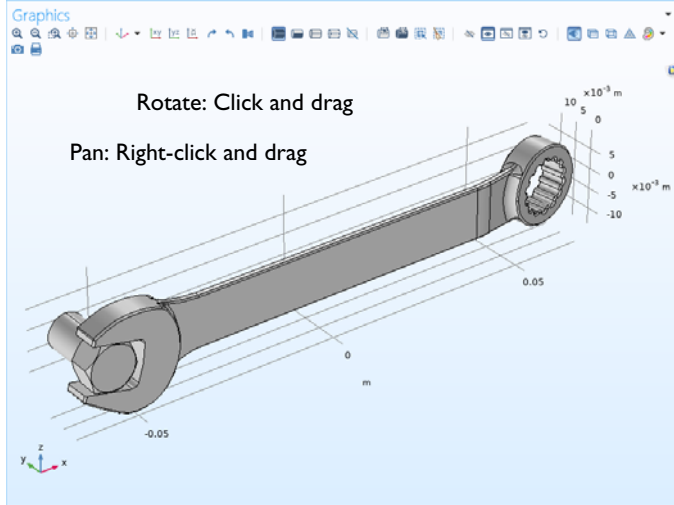 Graphics
Rotate: Click and drag
Pan: Right-click and drag
×10⁻³ m
10
5
0
5
0
-5
-10
×10⁻³ m
0.05
0
m
-0.05
z
y
x